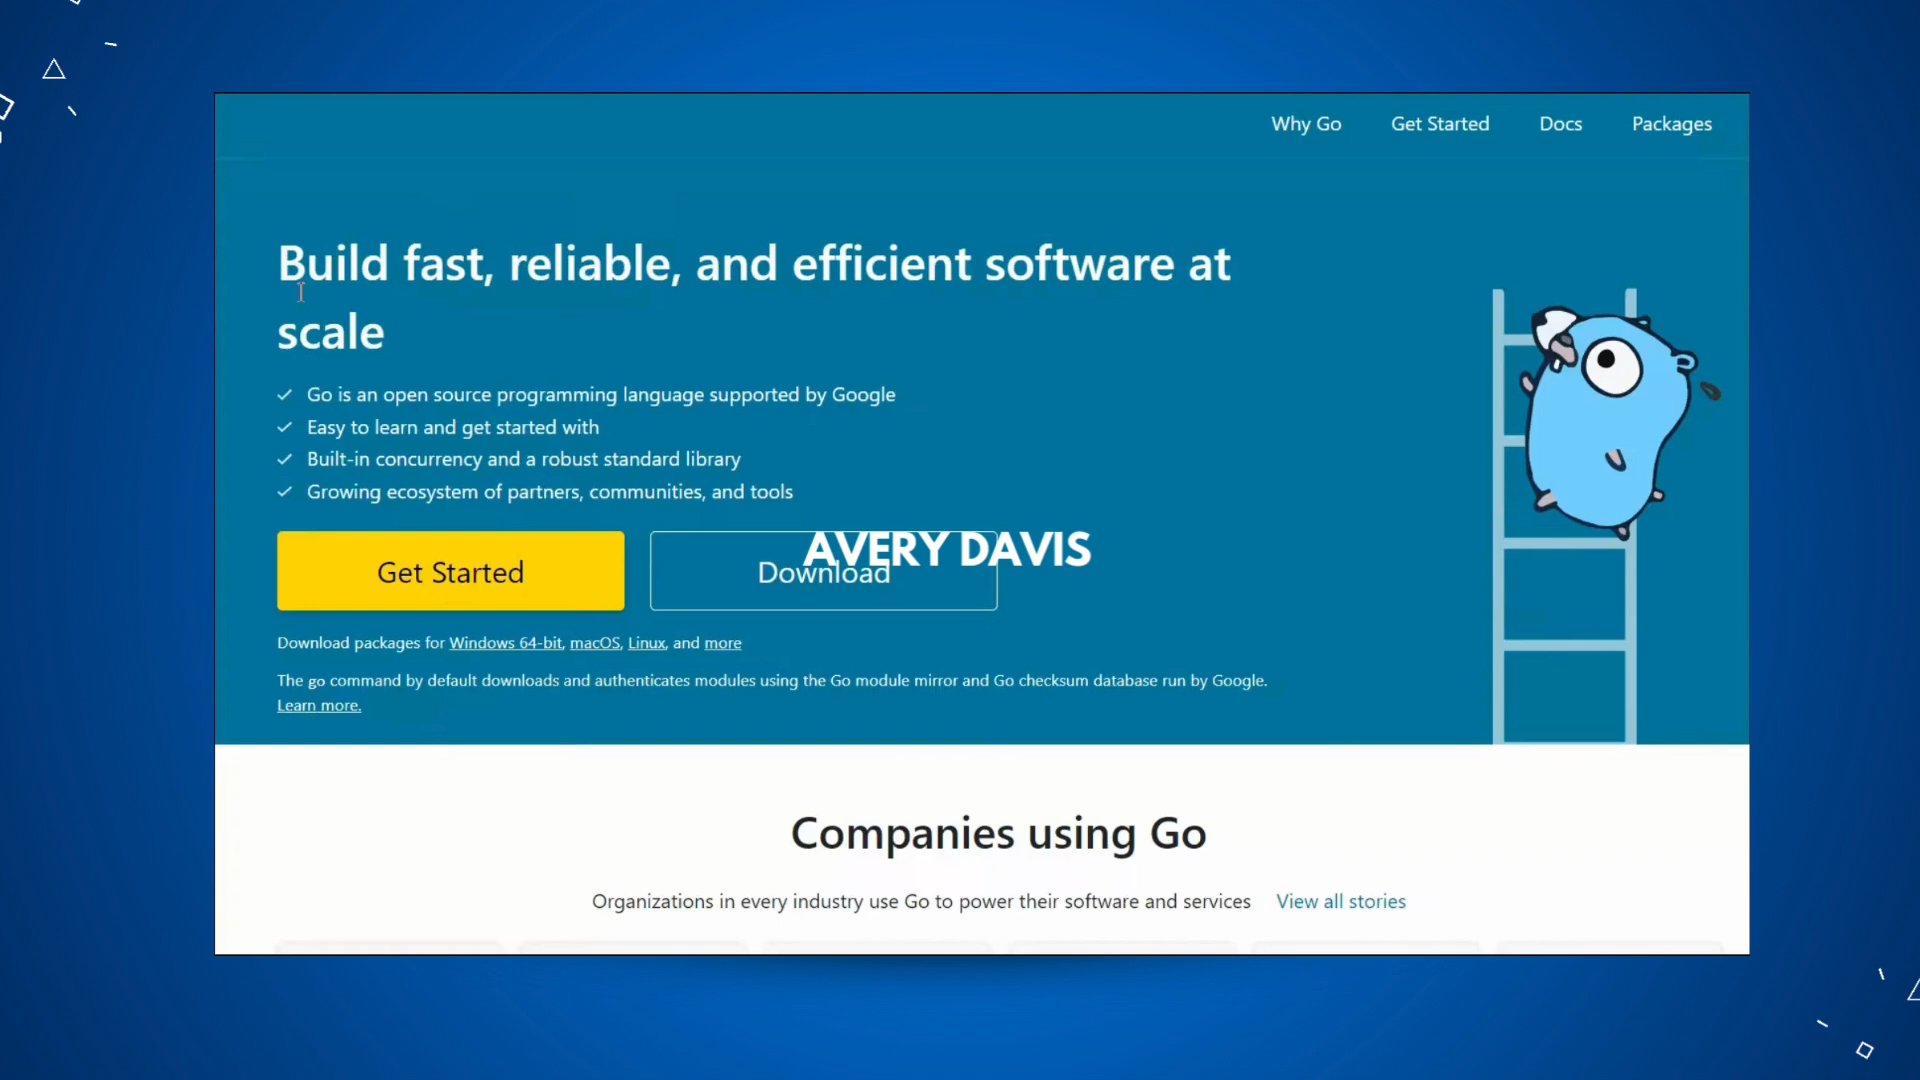 Why Go Get Started Docs Packages
Build fast, reliable, and efficient software at
scale
Go is an open source programming language supported by Google
Easy to learn and get started with
Built-in concurrency and a robust standard library
Growing ecosystem of partners, communities, and tools
AVERY DAVIS
Get Started
Download
Download packages for Windows 64-bit, macOS, Linux, and more
The go command by default downloads and authenticates modules using the Go module mirror and Go checksum database run by Google.
Learn more.
Companies using Go
Organizations in every industry use Go to power their software and services View all stories